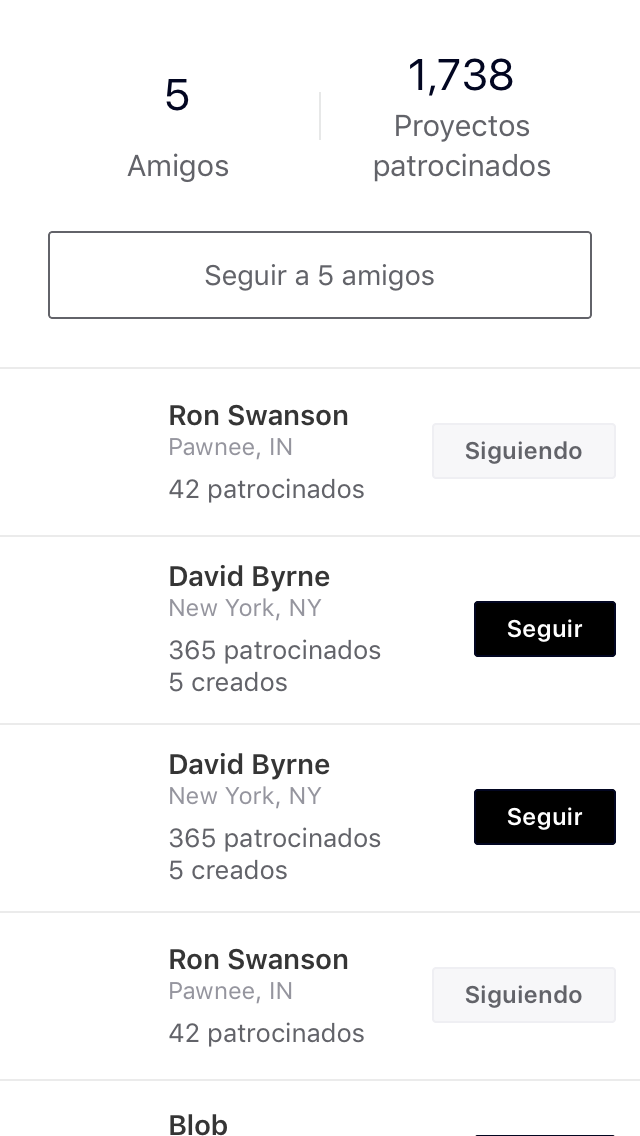 5
Amigos
1,738
Proyectos
patrocinados
Seguir a 5 amigos
Ron Swanson
Pawnee, IN
42 patrocinados
Siguiendo
David Byrne
New York, NY
365 patrocinados
5 creados
Seguir
David Byrne
New York, NY
365 patrocinados
5 creados
Seguir
Ron Swanson
Pawnee, IN
42 patrocinados
Siguiendo
Blob